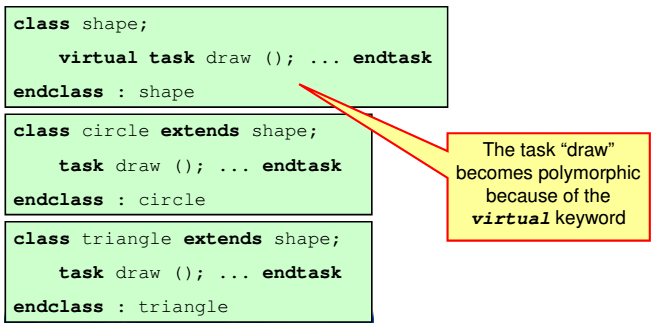 class shape;
virtual task draw (); ... endtask
endclass : shape
class circle extends shape;
task draw (); ... endtask
endclass : circle
class triangle extends shape;
task draw (); ... endtask
endclass : triangle
The task “draw”
becomes polymorphic
because of the
virtual keyword